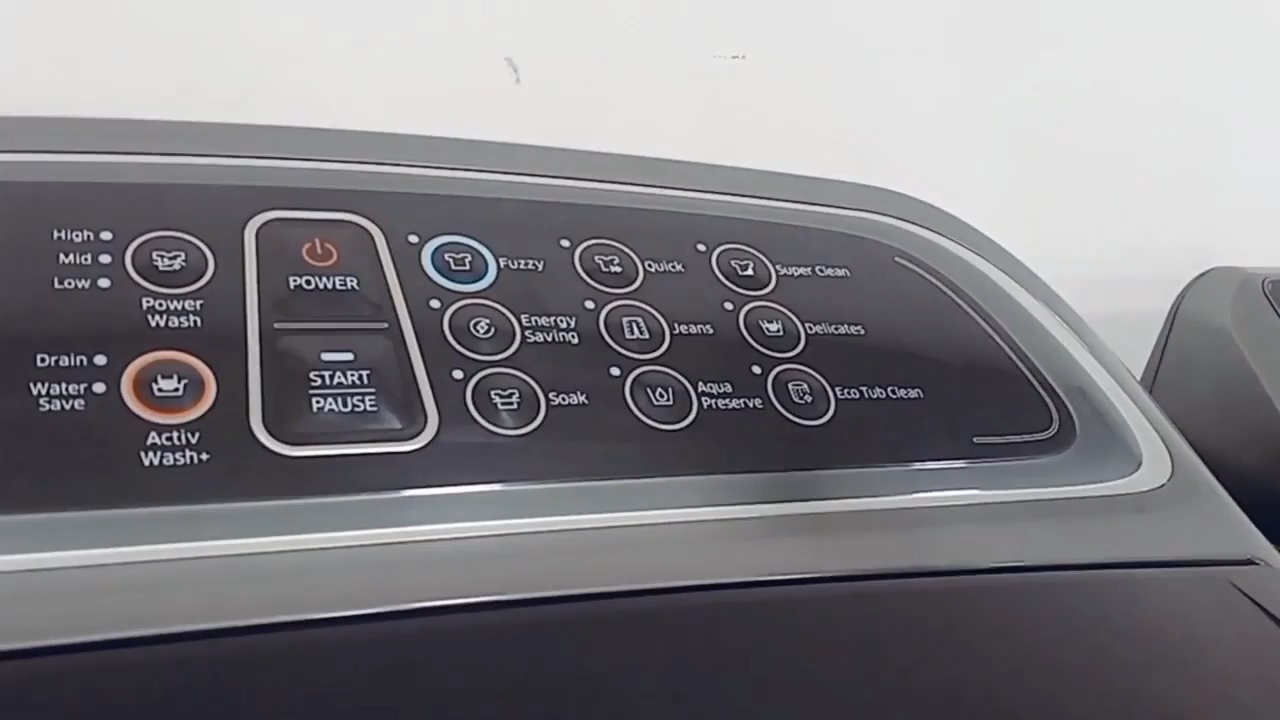 High
Mid
Low
Power
Wash
Drain
Water
Save
Activ
Wash+
POWER
START
PAUSE
Fuzzy
Quick
Super Clean
Energy
Saving
Jeans
Delicates
Soak
Aqua
Preserve
Eco Tub Clean